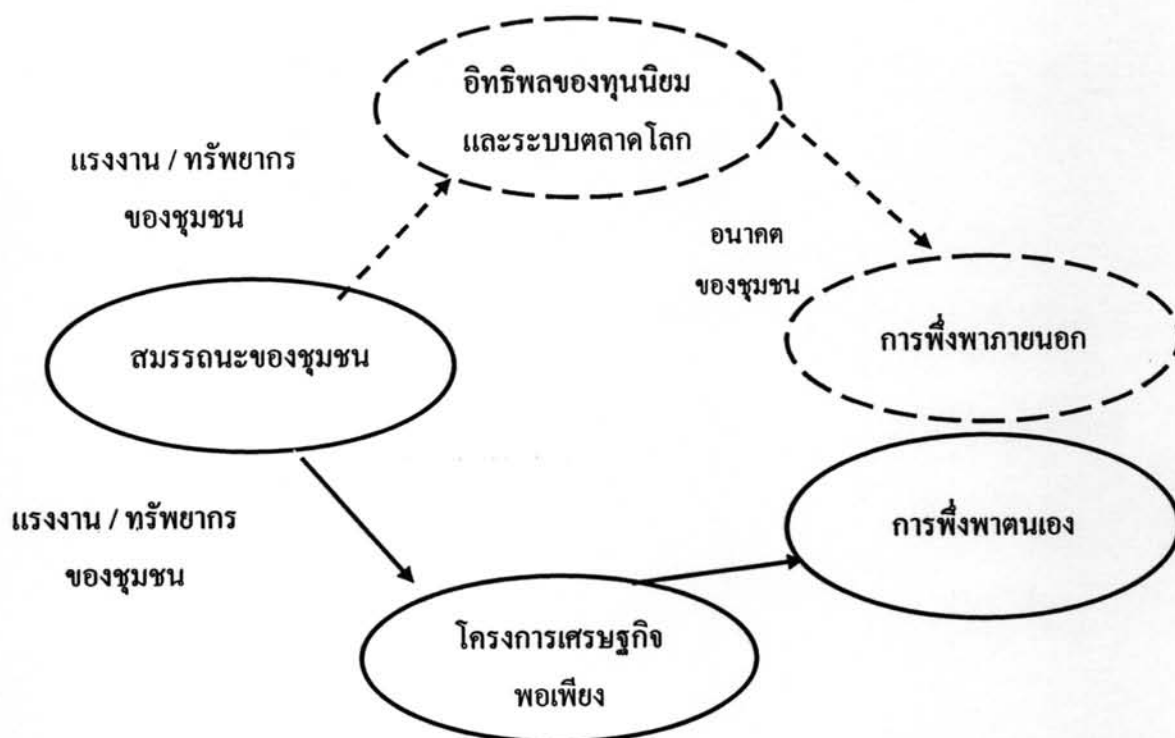 อิทธิพลของทุนนิยม
และระบบตลาดโลก
แรงงาน / ทรัพยากร
ของชุมชน
อนาคต
ของชุมชน
สมรรถนะของชุมชน
การพึ่งพาภายนอก
แรงงาน / ทรัพยากร
ของชุมชน
การพึ่งพาตนเอง
โครงการเศรษฐกิจ
พอเพียง